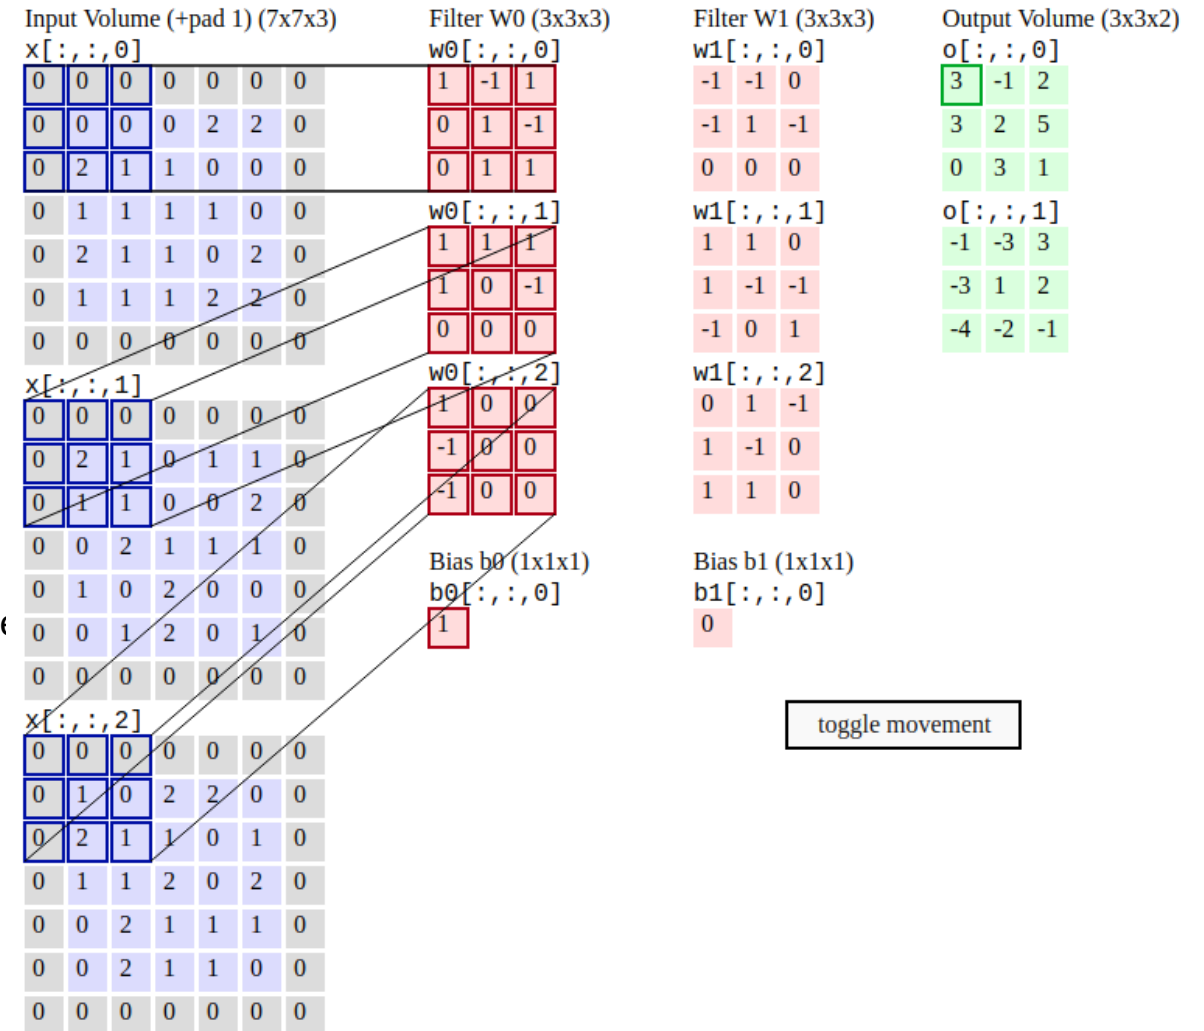 Input Volume (+pad 1) (7x7x3)
x[:,:,0]
0 0 0 0 0 0 0
0 0 0 0 2 2 0
0 2 1 1 0 0 0
0 1 1 1 1 0 0
0 2 1 1 0 2 0
0 1 1 1 2 2 0
0 0 0 0 0 0 0
x[:,:,1]
0 0 0 0 0 0 0
0 2 1 0 1 1 0
0 1 1 0 0 2 0
0 0 2 1 1 1 0
0 1 0 2 0 0 0
0 0 1 2 0 1 0
0 0 0 0 0 0 0
x[:,:,2]
0 0 0 0 0 0 0
0 1 0 2 2 0 0
0 2 1 1 0 1 0
0 1 1 2 0 2 0
0 0 2 1 1 1 0
0 0 2 1 1 0 0
0 0 0 0 0 0 0
Filter W0 (3x3x3)
w0[:,:,0]
1 -1 1
0 1 -1
0 1 1
w0[:,:,1]
1 1 1
1 0 -1
0 0 0
w0[:,:,2]
1 0 0
-1 0 0
-1 0 0
Bias b0 (1x1x1)
b0[:,:,0]
1
Filter W1 (3x3x3)
w1[:,:,0]
-1 -1 0
-1 1 -1
0 0 0
w1[:,:,1]
1 1 0
1 -1 -1
-1 0 1
w1[:,:,2]
0 1 -1
1 -1 0
1 1 0
Bias b1 (1x1x1)
b1[:,:,0]
0
Output Volume (3x3x2)
o[:,:,0]
3 -1 2
3 2 5
0 3 1
o[:,:,1]
-1 -3 3
-3 1 2
-4 -2 -1
toggle movement